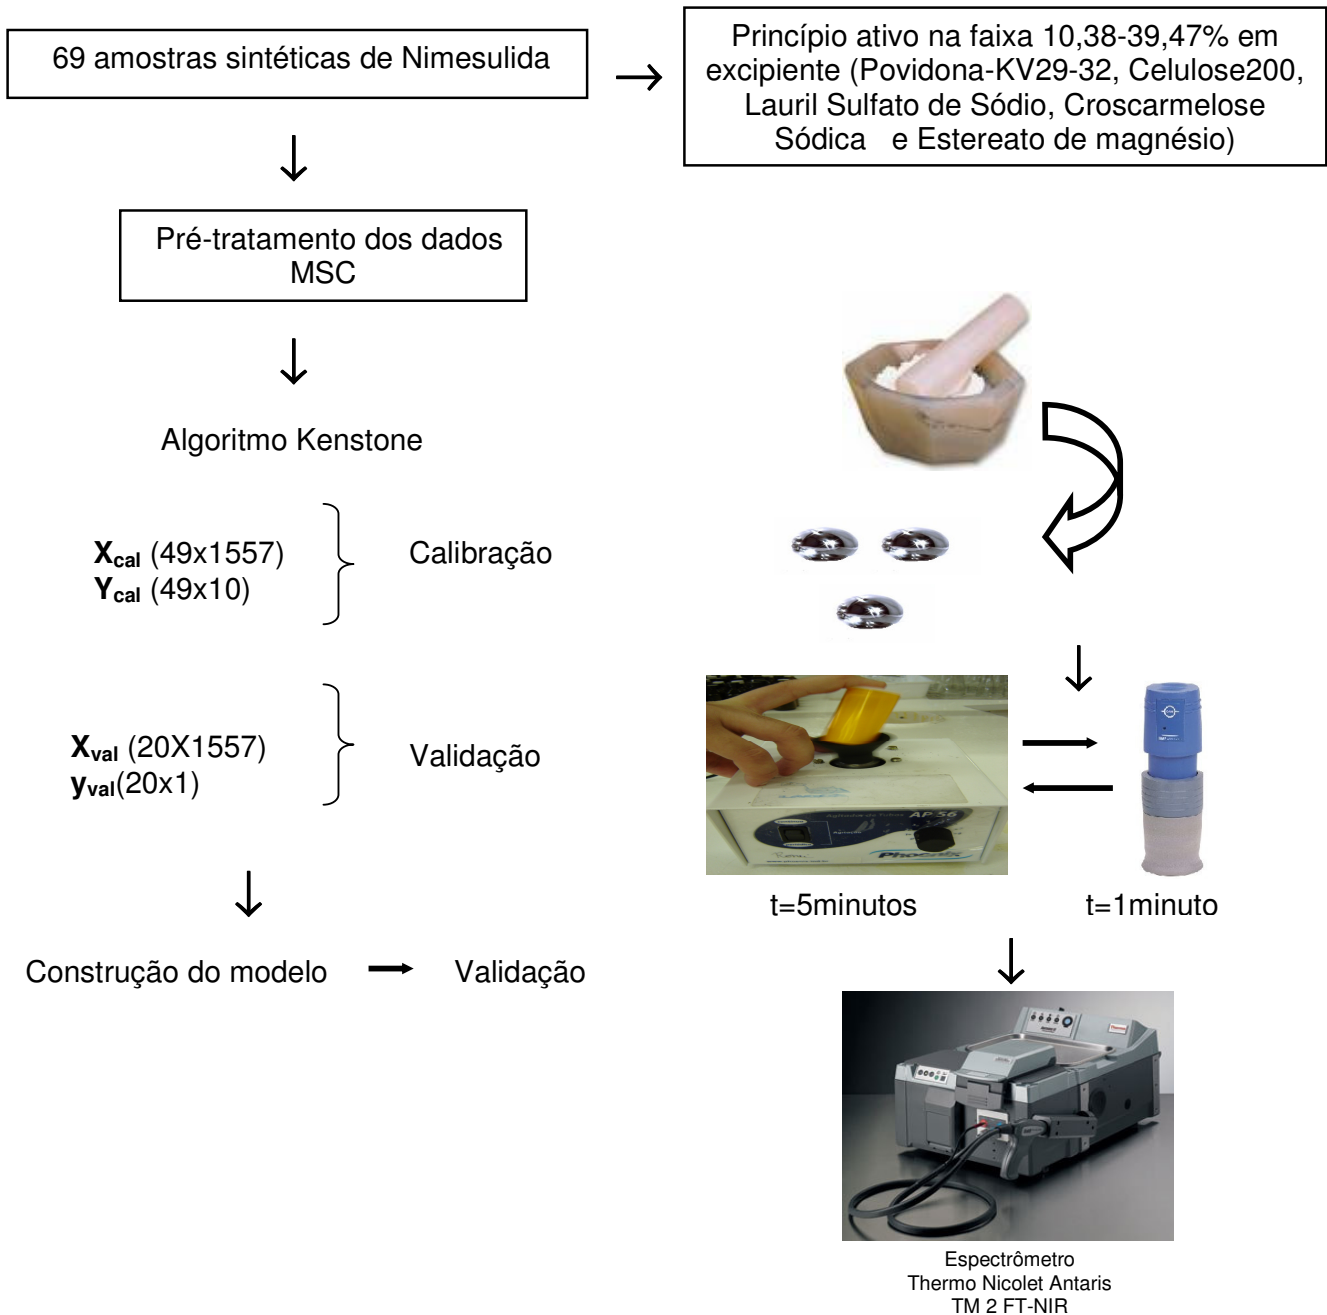 69 amostras sintéticas de Nimesulida
Princípio ativo na faixa 10,38-39,47% em
excipiente (Povidona-KV29-32, Celulose200,
Lauril Sulfato de Sódio, Croscarmelose
Sódica e Estereato de magnésio)
Pré-tratamento dos dados
MSC
Algoritmo Kenstone
Xcal (49x1557)
Ycal (49x10)
Calibração
Xval (20X1557)
yval(20x1)
Validação
Construção do modelo
Validação
AP 56
Phoenix
t=5minutos
t=1minuto
Espectrômetro
Thermo Nicolet Antaris
TM 2 FT-NIR